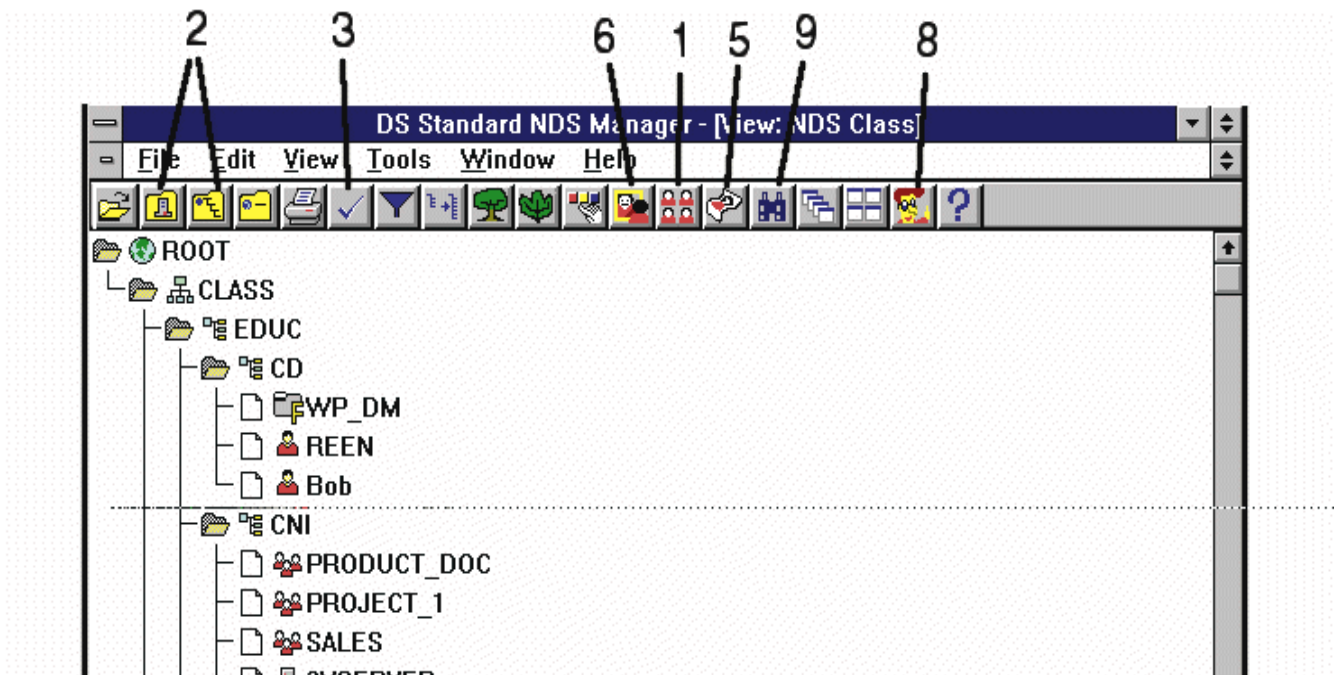 2 3 6 1 5 9 8
DS Standard NDS Manager - [View: NDS Class]
File Edit View Tools Window Help
ROOT
CLASS
EDUC
CD
WP_DM
REEN
Bob
CNI
PRODUCT_DOC
PROJECT_1
SALES